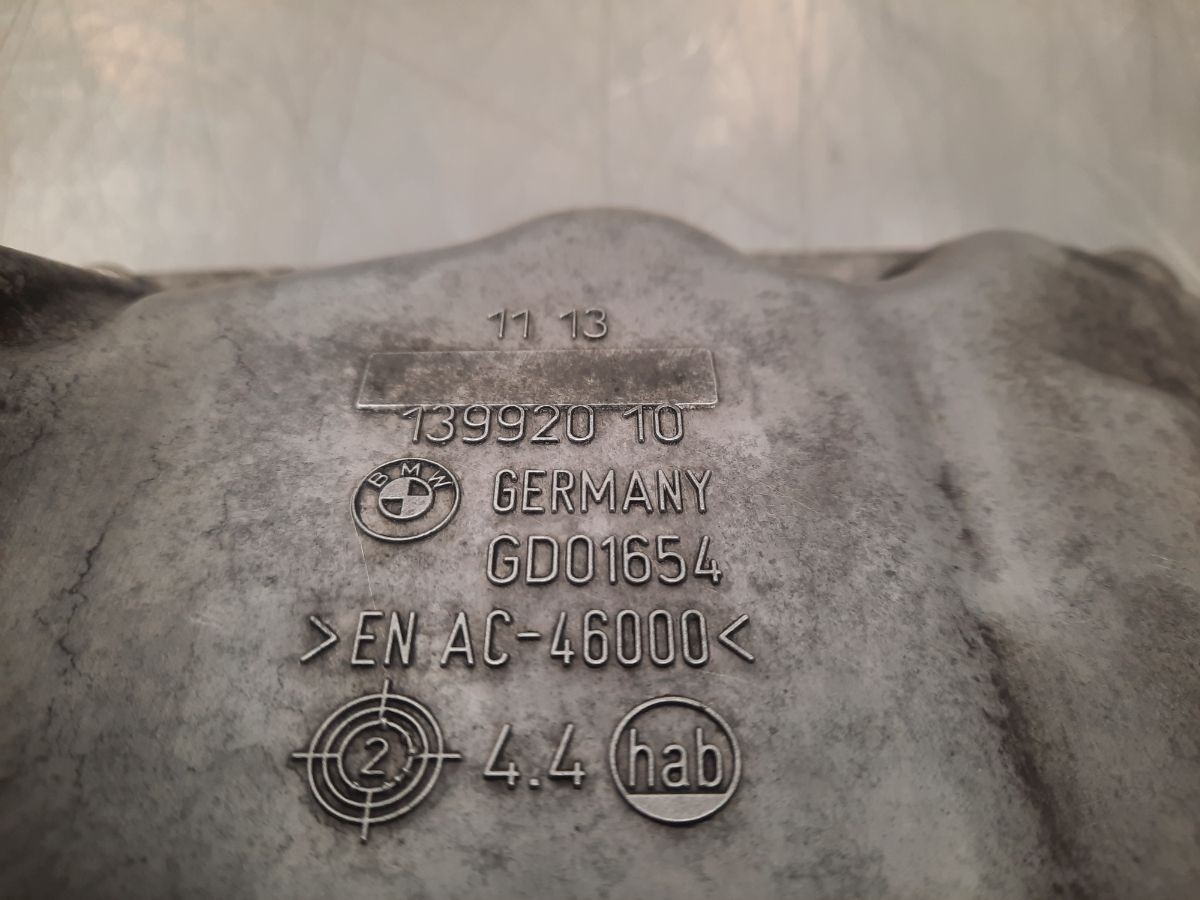 11 13
139920 10
BMW GERMANY
GD01654
>EN AC-46000<
2 4.4 hab